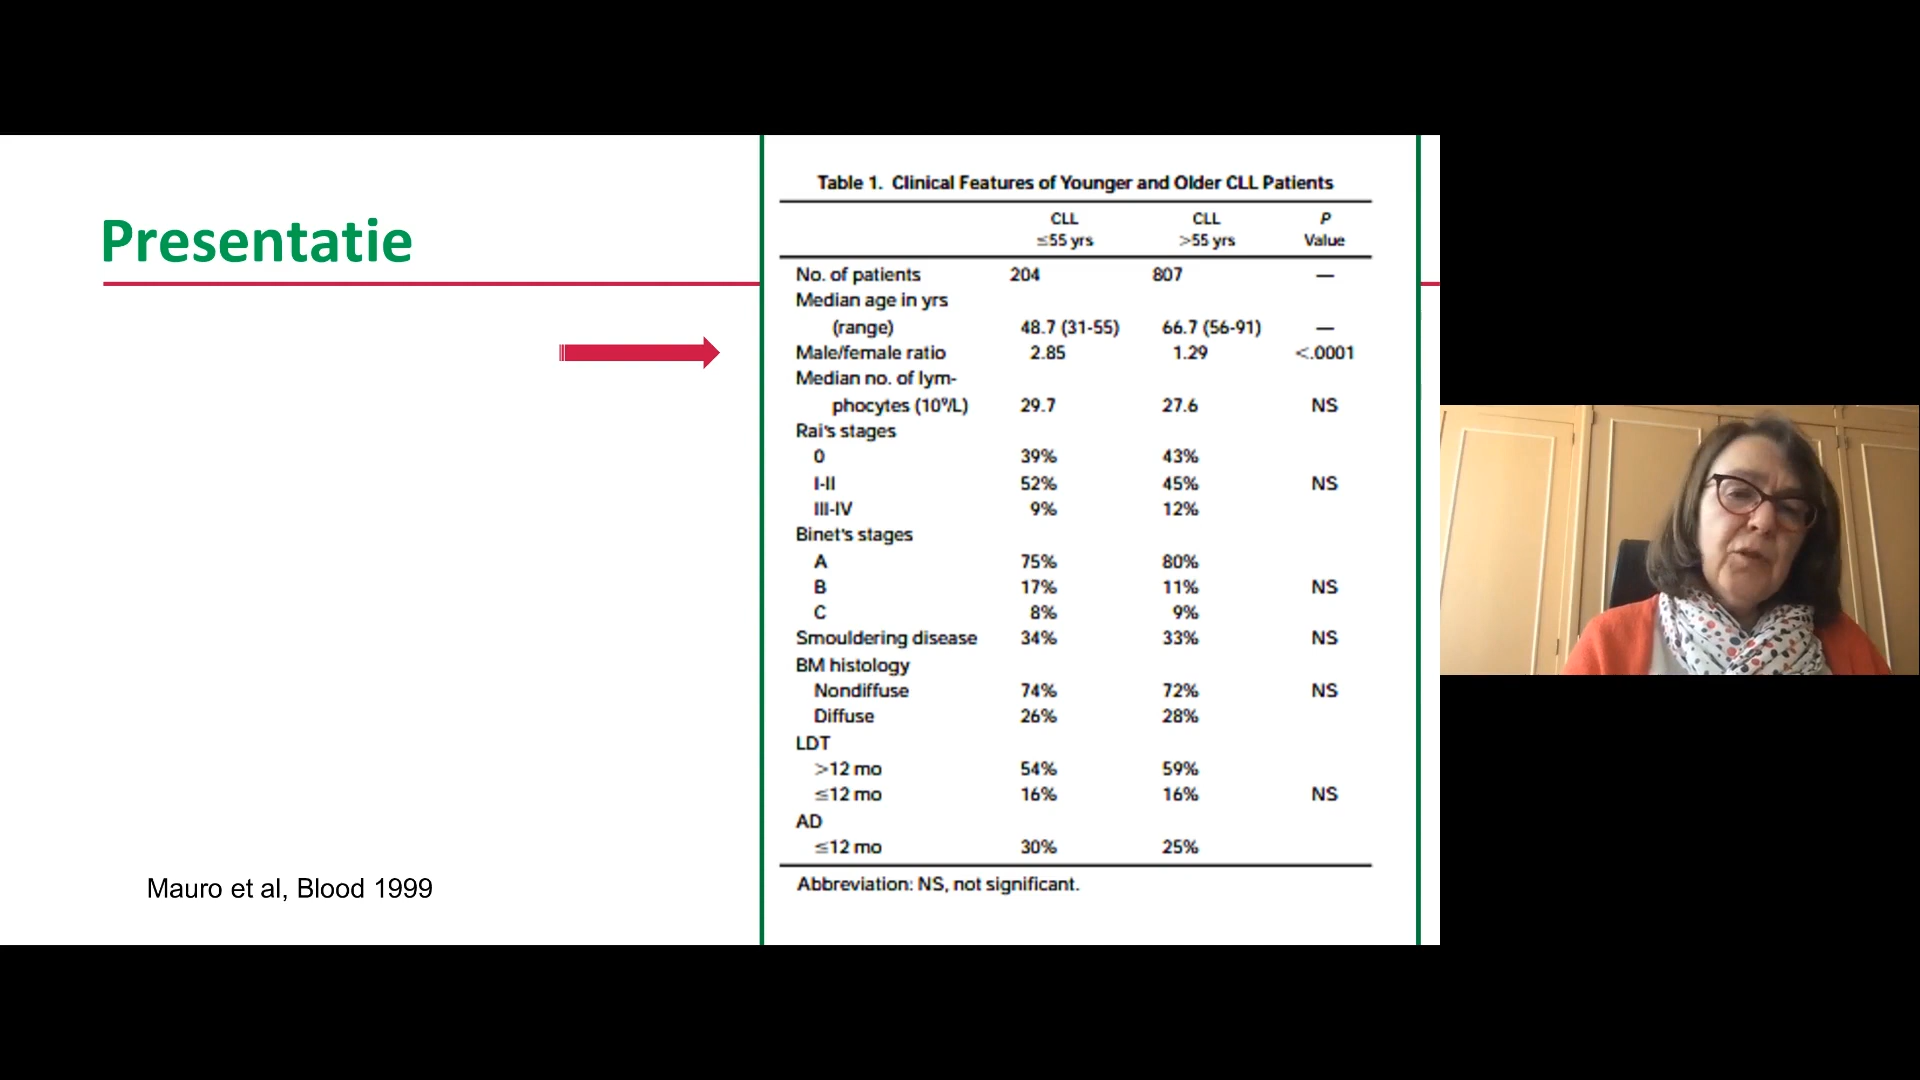 Presentatie
Mauro et al, Blood 1999
Table 1. Clinical Features of Younger and Older CLL Patients
CLL CLL P
≤55 yrs >55 yrs Value
No. of patients 204 807 —
Median age in yrs
(range) 48.7 (31-55) 66.7 (56-91) —
Male/female ratio 2.85 1.29 <.0001
Median no. of lym-
phocytes (10⁹/L) 29.7 27.6 NS
Rai's stages
0 39% 43%
I-II 52% 45% NS
III-IV 9% 12%
Binet's stages
A 75% 80%
B 17% 11% NS
C 8% 9%
Smouldering disease 34% 33% NS
BM histology
Nondiffuse 74% 72% NS
Diffuse 26% 28%
LDT
>12 mo 54% 59%
≤12 mo 16% 16% NS
AD
≤12 mo 30% 25%
Abbreviation: NS, not significant.